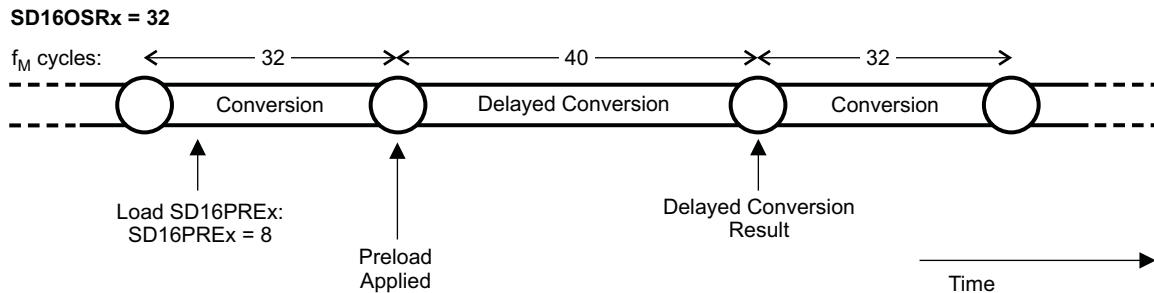 SD16OSRx = 32
f_M cycles: 32 40 32
Conversion Delayed Conversion Conversion
Load SD16PREx:
SD16PREx = 8
Delayed Conversion
Result
Preload
Applied
Time